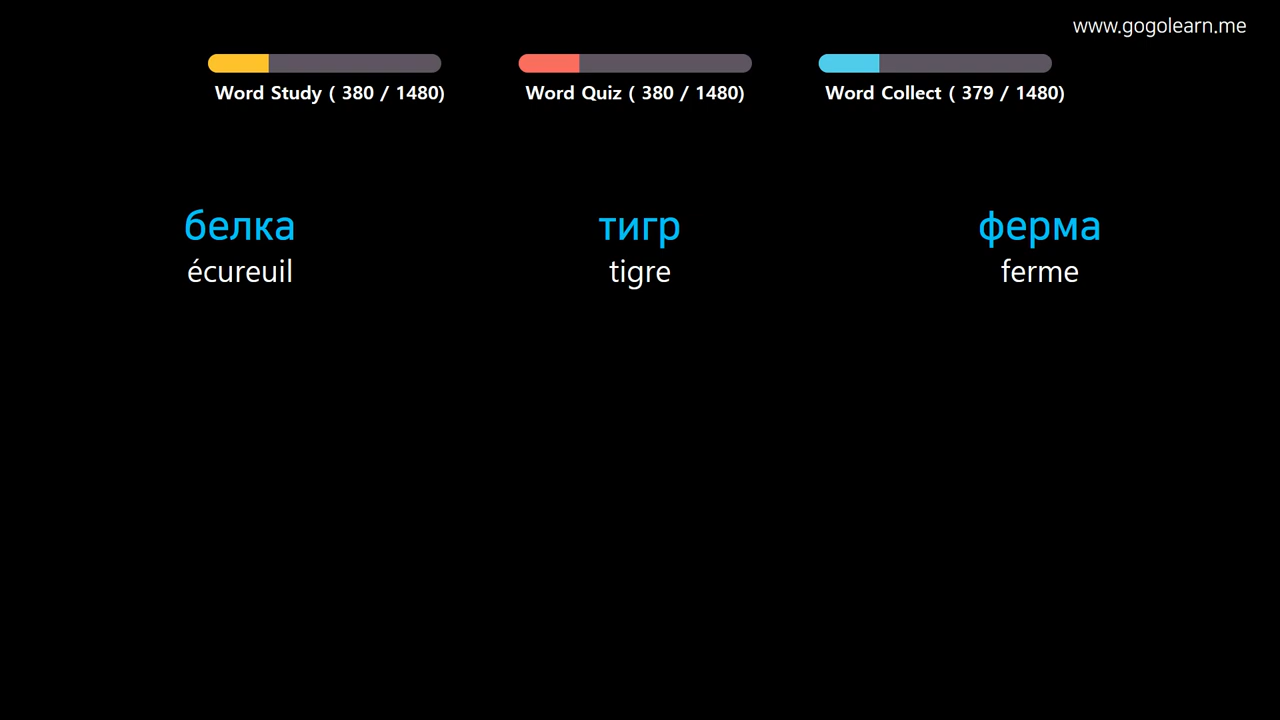 www.gogolearn.me
Word Study ( 380 / 1480)
Word Quiz ( 380 / 1480)
Word Collect ( 379 / 1480)
белка
écureuil
тигр
tigre
ферма
ferme